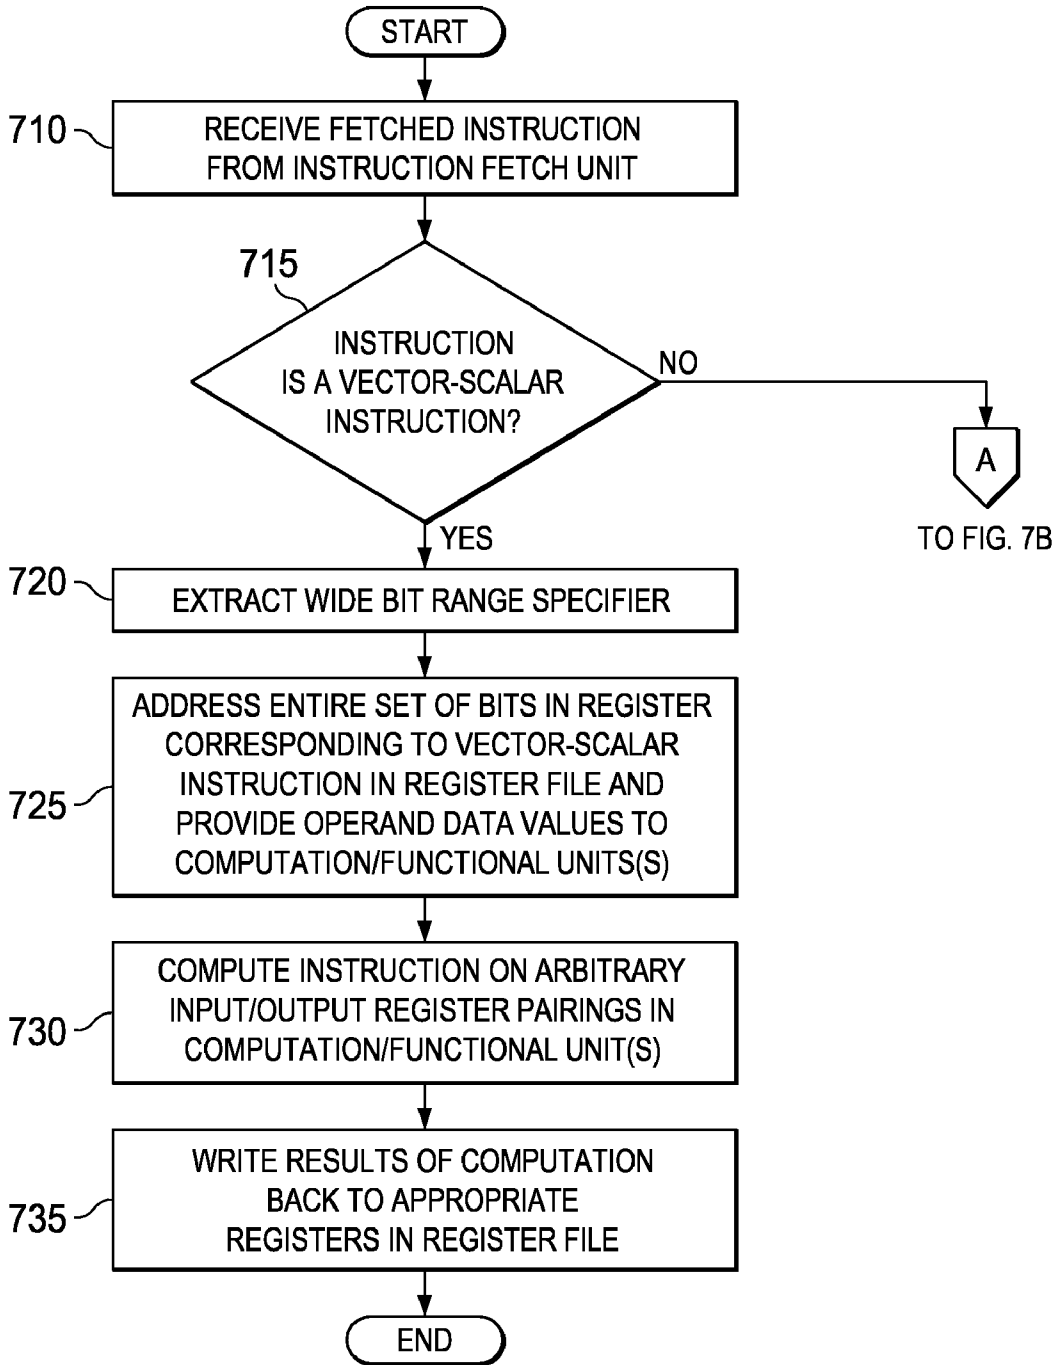 START
710
RECEIVE FETCHED INSTRUCTION
FROM INSTRUCTION FETCH UNIT
715
INSTRUCTION
IS A VECTOR-SCALAR
INSTRUCTION?
NO
A
TO FIG. 7B
YES
720
EXTRACT WIDE BIT RANGE SPECIFIER
725
ADDRESS ENTIRE SET OF BITS IN REGISTER
CORRESPONDING TO VECTOR-SCALAR
INSTRUCTION IN REGISTER FILE AND
PROVIDE OPERAND DATA VALUES TO
COMPUTATION/FUNCTIONAL UNITS(S)
730
COMPUTE INSTRUCTION ON ARBITRARY
INPUT/OUTPUT REGISTER PAIRINGS IN
COMPUTATION/FUNCTIONAL UNIT(S)
735
WRITE RESULTS OF COMPUTATION
BACK TO APPROPRIATE
REGISTERS IN REGISTER FILE
END